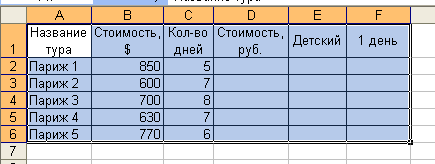 A B C D E F
Название тура Стоимость, $ Кол-во дней Стоимость, руб. Детский 1 день
1
2 Париж 1 850 5
3 Париж 2 600 7
4 Париж 3 700 8
5 Париж 4 630 7
6 Париж 5 770 6
7